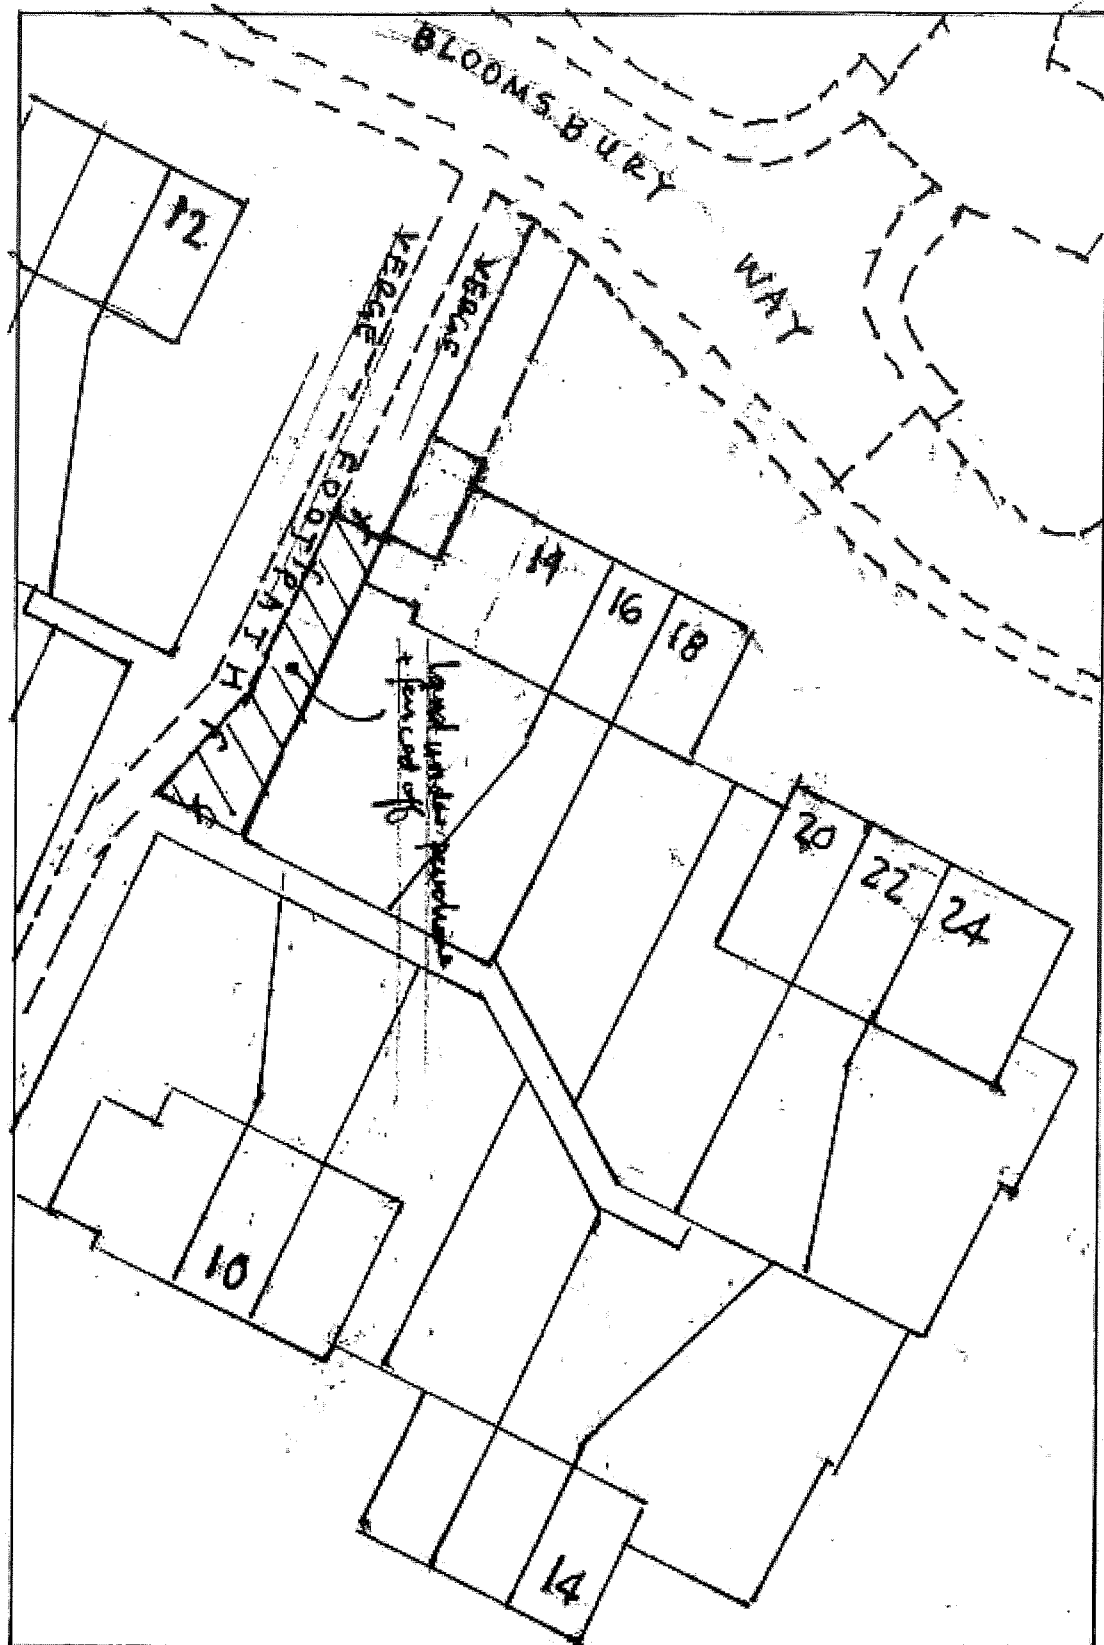 BLOOMSBURY WAY
12
VERGE
VERGE
FOOTPATH
14
16
18
Land under purchase
+ fenced off
20
22
24
10
14